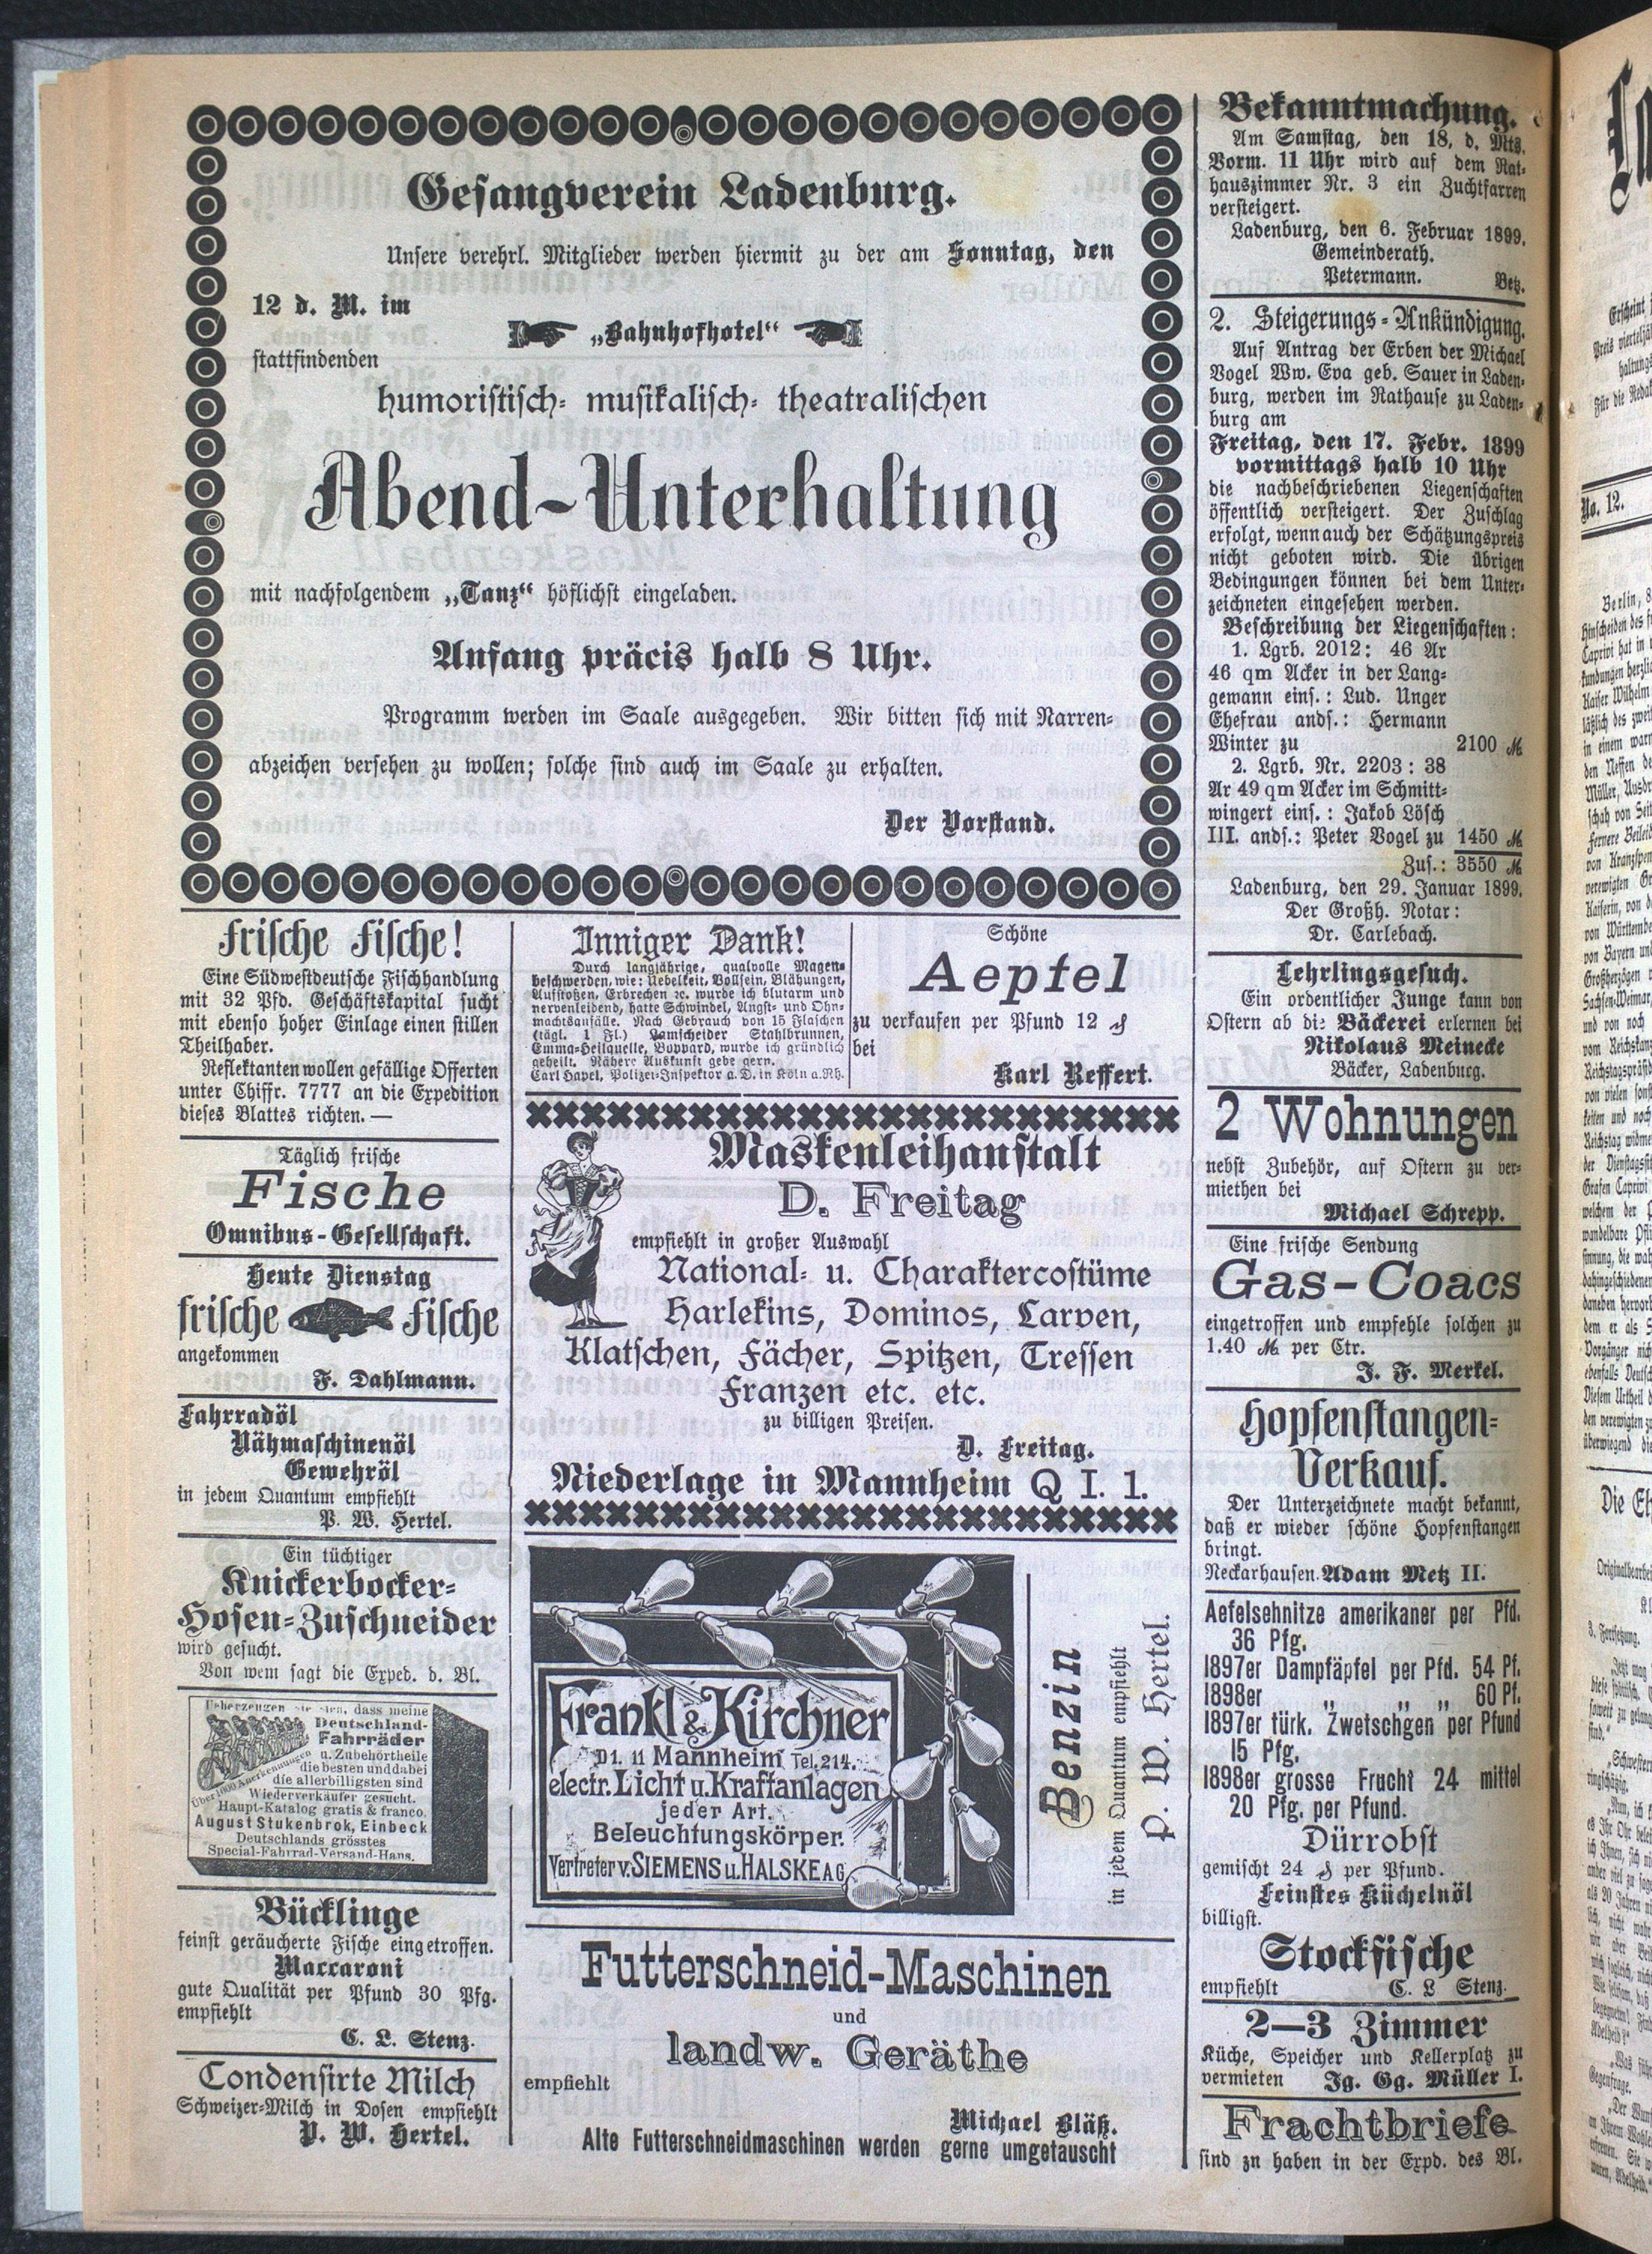 Gesangverein Ladenburg.
Unsere verehrl. Mitglieder werden hiermit zu der am Sonntag, den
12 d. M. im
„Bahnhofhotel“
stattfindenden
humoristisch- musikalisch- theatralischen
Abend-Unterhaltung
mit nachfolgendem „Tanz“ höflichst eingeladen.
Anfang präcis halb 8 Uhr.
Programm werden im Saale ausgegeben. Wir bitten sich mit Narren-
abzeichen versehen zu wollen; solche sind auch im Saale zu erhalten.
Der Vorstand.
Frische Fische!
Eine Südwestdeutsche Fischhandlung
mit 32 Pfd. Geschäftskapital sucht
mit ebenso hoher Einlage einen stillen
Theilhaber.
Reflektanten wollen gefällige Offerten
unter Chiffr. 7777 an die Expedition
dieses Blattes richten. —
Täglich frische
Fische
Omnibus-Gesellschaft.
Heute Dienstag
frische Fische
angekommen
F. Dahlmann.
Fahrradöl
Nähmaschinenöl
Gewehröl
in jedem Quantum empfiehlt
P. W. Hertel.
Ein tüchtiger
Knickerbocker-
Hosen-Zuschneider
wird gesucht.
Von wem sagt die Exped. d. Bl.
Ueberzeugen Sie sich, dass meine
Deutschland-
Fahrräder
u. Zubehörtheile
die besten und dabei
die allerbilligsten sind
Über 1000 Anerkennungen
Wiederverkäufer gesucht.
Haupt-Katalog gratis & franco.
August Stukenbrok, Einbeck
Deutschlands grösstes
Special-Fahrrad-Versand-Haus.
Bücklinge
feinst geräucherte Fische eingetroffen.
Maccaroni
gute Qualität per Pfund 30 Pfg.
empfiehlt
C. L. Stenz.
Condensirte Milch
Schweizer-Milch in Dosen empfiehlt
P. W. Hertel.
Inniger Dank!
Durch langjährige, qualvolle Magen-
beschwerden, wie: Uebelkeit, Vollsein, Blähungen,
Aufstoßen, Erbrechen ꝛc. wurde ich blutarm und
nervenleidend, hatte Schwindel, Angst- und Ohn-
machtsanfälle. Nach Gebrauch von 15 Flaschen
(tägl. 1 Fl.) Lamscheider Stahlbrunnen,
Emma-Heilquelle, Boppard, wurde ich gründlich
geheilt. Nähere Auskunft gebe gern.
Carl Hapel, Polizei-Inspektor a. D. in Köln a. Rh.
Schöne
Aepfel
zu verkaufen per Pfund 12 ₰
bei
Karl Reffert.
Maskenleihanstalt
D. Freitag
empfiehlt in großer Auswahl
National- u. Charaktercostüme
Harlekins, Dominos, Larven,
Klatschen, Fächer, Spitzen, Tressen
Franzen etc. etc.
zu billigen Preisen.
D. Freitag.
Niederlage in Mannheim Q I. 1.
Frankl & Kirchner
D1. 11 Mannheim Tel. 214.
electr. Licht u. Kraftanlagen
jeder Art.
Beleuchtungskörper.
Vertreter v. SIEMENS u. HALSKE A G
Benzin
in jedem Quantum empfiehlt
P. W. Hertel.
Futterschneid-Maschinen
und
landw. Geräthe
empfiehlt
Michael Bläß.
Alte Futterschneidmaschinen werden gerne umgetauscht
Bekanntmachung.
Am Samstag, den 18. d. Mts.
Vorm. 11 Uhr wird auf dem Rat-
hauszimmer Nr. 3 ein Zuchtfarren
versteigert.
Ladenburg, den 6. Februar 1899.
Gemeinderath.
Petermann. Betz.
2. Steigerungs-Ankündigung.
Auf Antrag der Erben der Michael
Vogel Ww. Eva geb. Sauer in Laden-
burg, werden im Rathause zu Laden-
burg am
Freitag, den 17. Febr. 1899
vormittags halb 10 Uhr
die nachbeschriebenen Liegenschaften
öffentlich versteigert. Der Zuschlag
erfolgt, wenn auch der Schätzungspreis
nicht geboten wird. Die übrigen
Bedingungen können bei dem Unter-
zeichneten eingesehen werden.
Beschreibung der Liegenschaften:
1. Lgrb. 2012: 46 Ar
46 qm Acker in der Lang-
gewann eins.: Lud. Unger
Ehefrau ands.: Hermann
Winter zu 2100 ℳ
2. Lgrb. Nr. 2203: 38
Ar 49 qm Acker im Schmitt-
wingert eins.: Jakob Lösch
III. ands.: Peter Vogel zu 1450 ℳ
Zus.: 3550 ℳ
Ladenburg, den 29. Januar 1899.
Der Großh. Notar:
Dr. Carlebach.
Lehrlingsgesuch.
Ein ordentlicher Junge kann von
Ostern ab die Bäckerei erlernen bei
Nikolaus Meinecke
Bäcker, Ladenburg.
2 Wohnungen
nebst Zubehör, auf Ostern zu ver-
miethen bei
Michael Schrepp.
Eine frische Sendung
Gas-Coacs
eingetroffen und empfehle solchen zu
1.40 ℳ per Ctr.
J. F. Merkel.
Hopfenstangen-
Verkauf.
Der Unterzeichnete macht bekannt,
daß er wieder schöne Hopfenstangen
bringt.
Neckarhausen. Adam Metz II.
Aefelsehnitze amerikaner per Pfd.
36 Pfg.
1897er Dampfäpfel per Pfd. 54 Pf.
1898er „ „ „ 60 Pf.
1897er türk. Zwetschgen per Pfund
15 Pfg.
1898er grosse Frucht 24 mittel
20 Pfg. per Pfund.
Dürrobst
gemischt 24 ₰ per Pfund.
Feinstes Küchelnöl
billigst.
Stockfische
empfiehlt C. L Stenz.
2—3 Zimmer
Küche, Speicher und Kellerplatz zu
vermieten Jg. Gg. Müller I.
Frachtbriefe
sind zu haben in der Expd. des Bl.
No. 12.